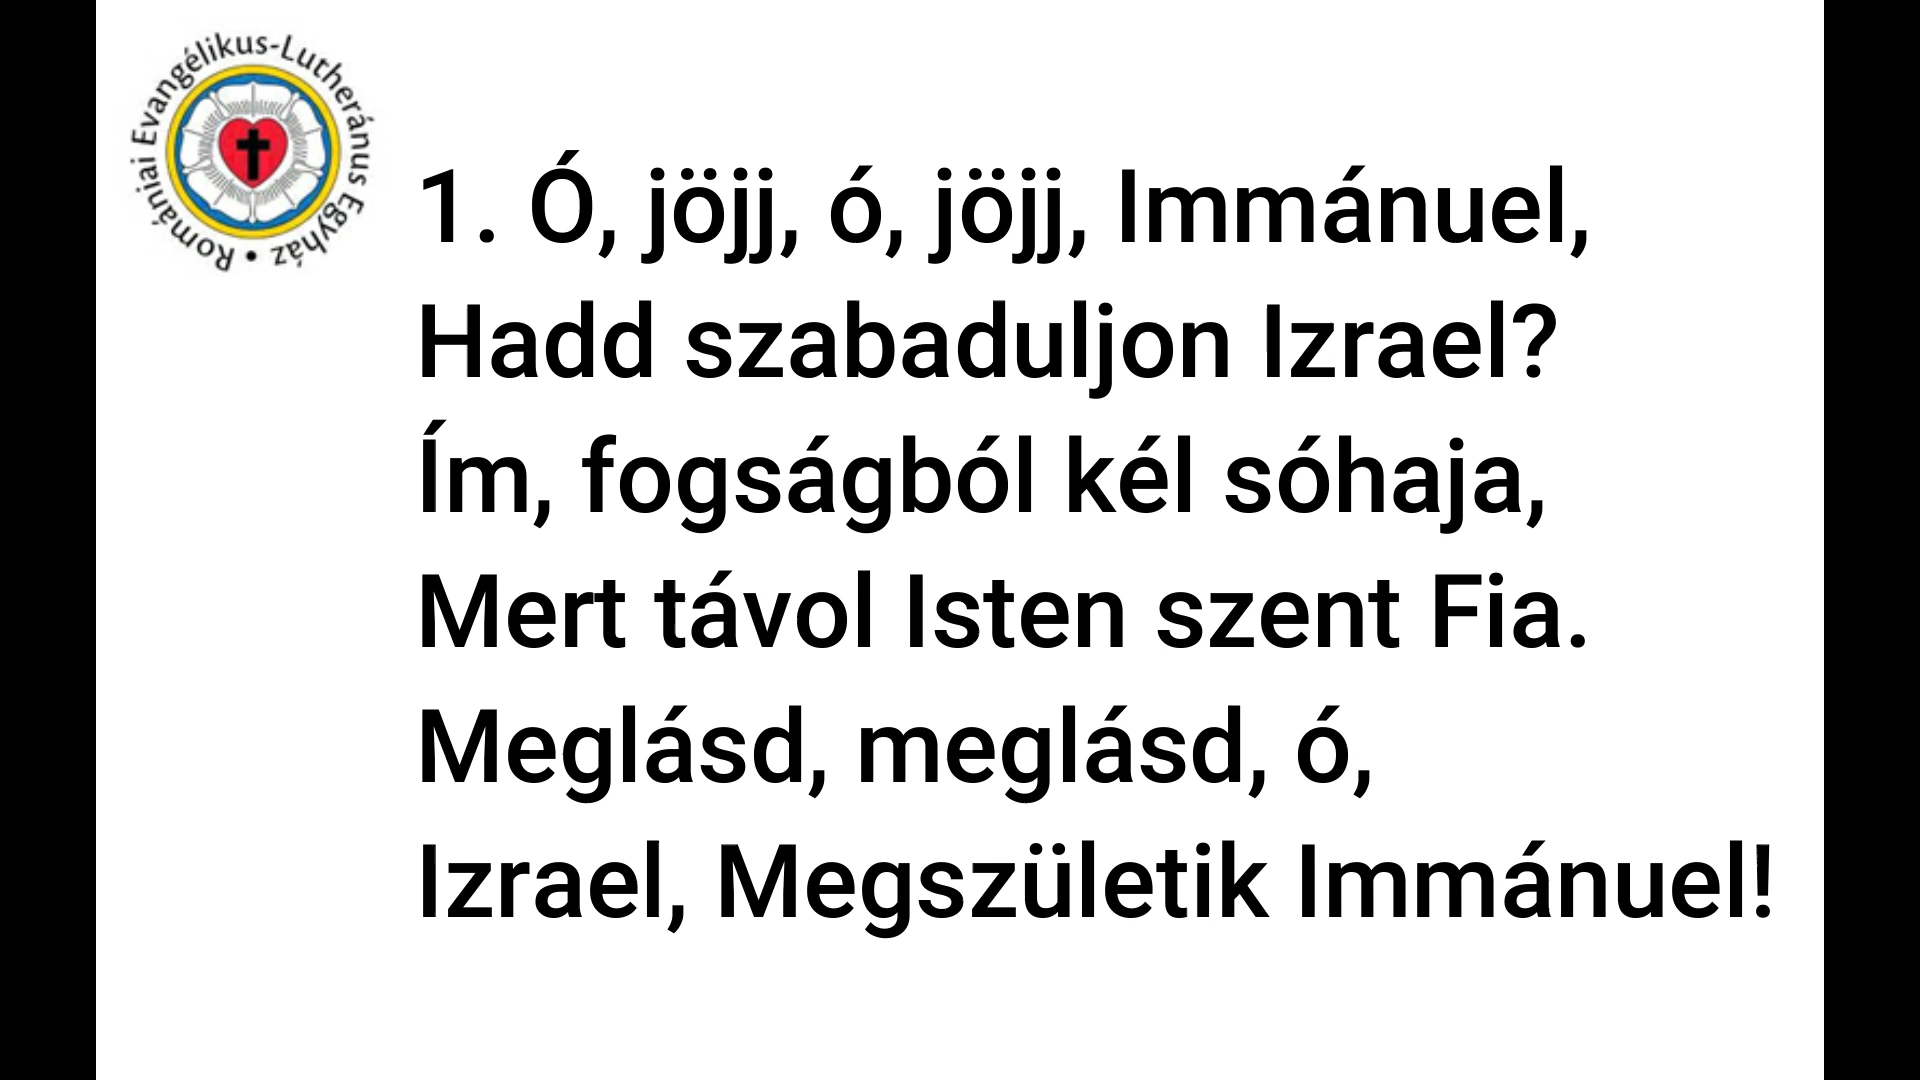 Romániai Evangélikus-Lutheránus Egyház •
1. Ó, jöjj, ó, jöjj, Immánuel,
Hadd szabaduljon Izrael?
Ím, fogságból kél sóhaja,
Mert távol Isten szent Fia.
Meglásd, meglásd, ó,
Izrael, Megszületik Immánuel!